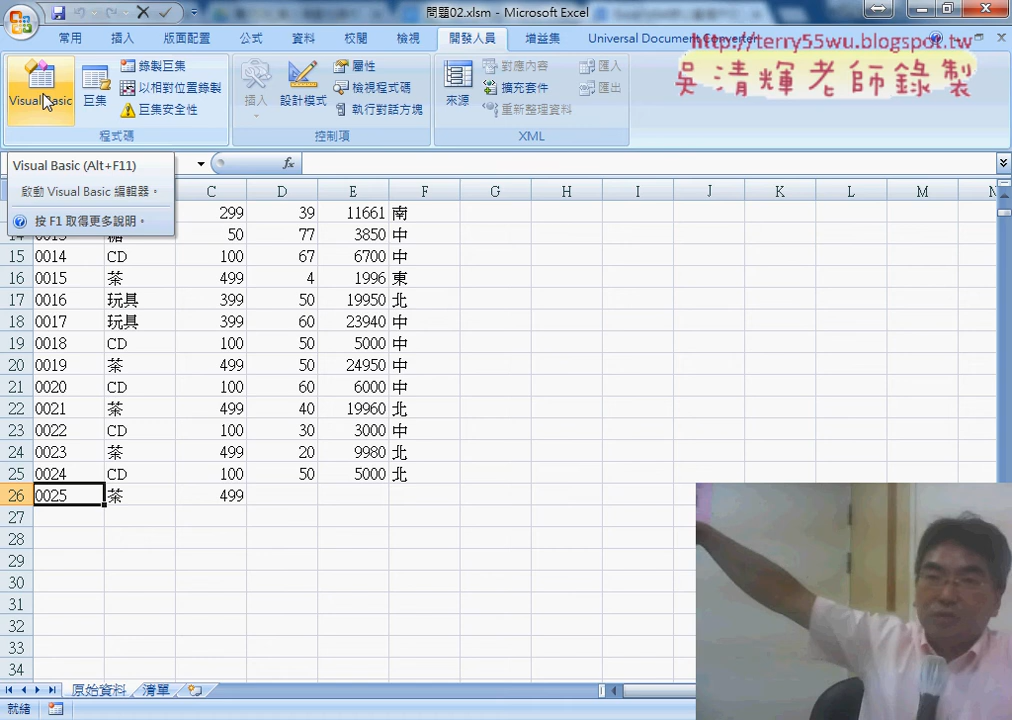 問題02.xlsm - Microsoft Excel
常用 插入 版面配置 公式 資料 校閱 檢視 開發人員 增益集 Universal Document Converter
http://terry55wu.blogspot.tw
吳清輝老師錄製
Visual Basic
巨集
錄製巨集
以相對位置錄製
巨集安全性
程式碼
插入
設計模式
屬性
檢視程式碼
執行對話方塊
控制項
來源
對應內容
擴充套件
重新整理資料
匯入
匯出
XML
Visual Basic (Alt+F11)
啟動 Visual Basic 編輯器。
按 F1 取得更多說明。
fx
C D E F G H I J K L M N
299 39 11661 南
50 77 3850 中
15 0014 CD 100 67 6700 中
16 0015 茶 499 4 1996 東
17 0016 玩具 399 50 19950 北
18 0017 玩具 399 60 23940 中
19 0018 CD 100 50 5000 中
20 0019 茶 499 50 24950 中
21 0020 CD 100 60 6000 中
22 0021 茶 499 40 19960 北
23 0022 CD 100 30 3000 中
24 0023 茶 499 20 9980 北
25 0024 CD 100 50 5000 北
26 0025 茶 499
27
28
29
30
31
32
33
34
原始資料 清單
就緒